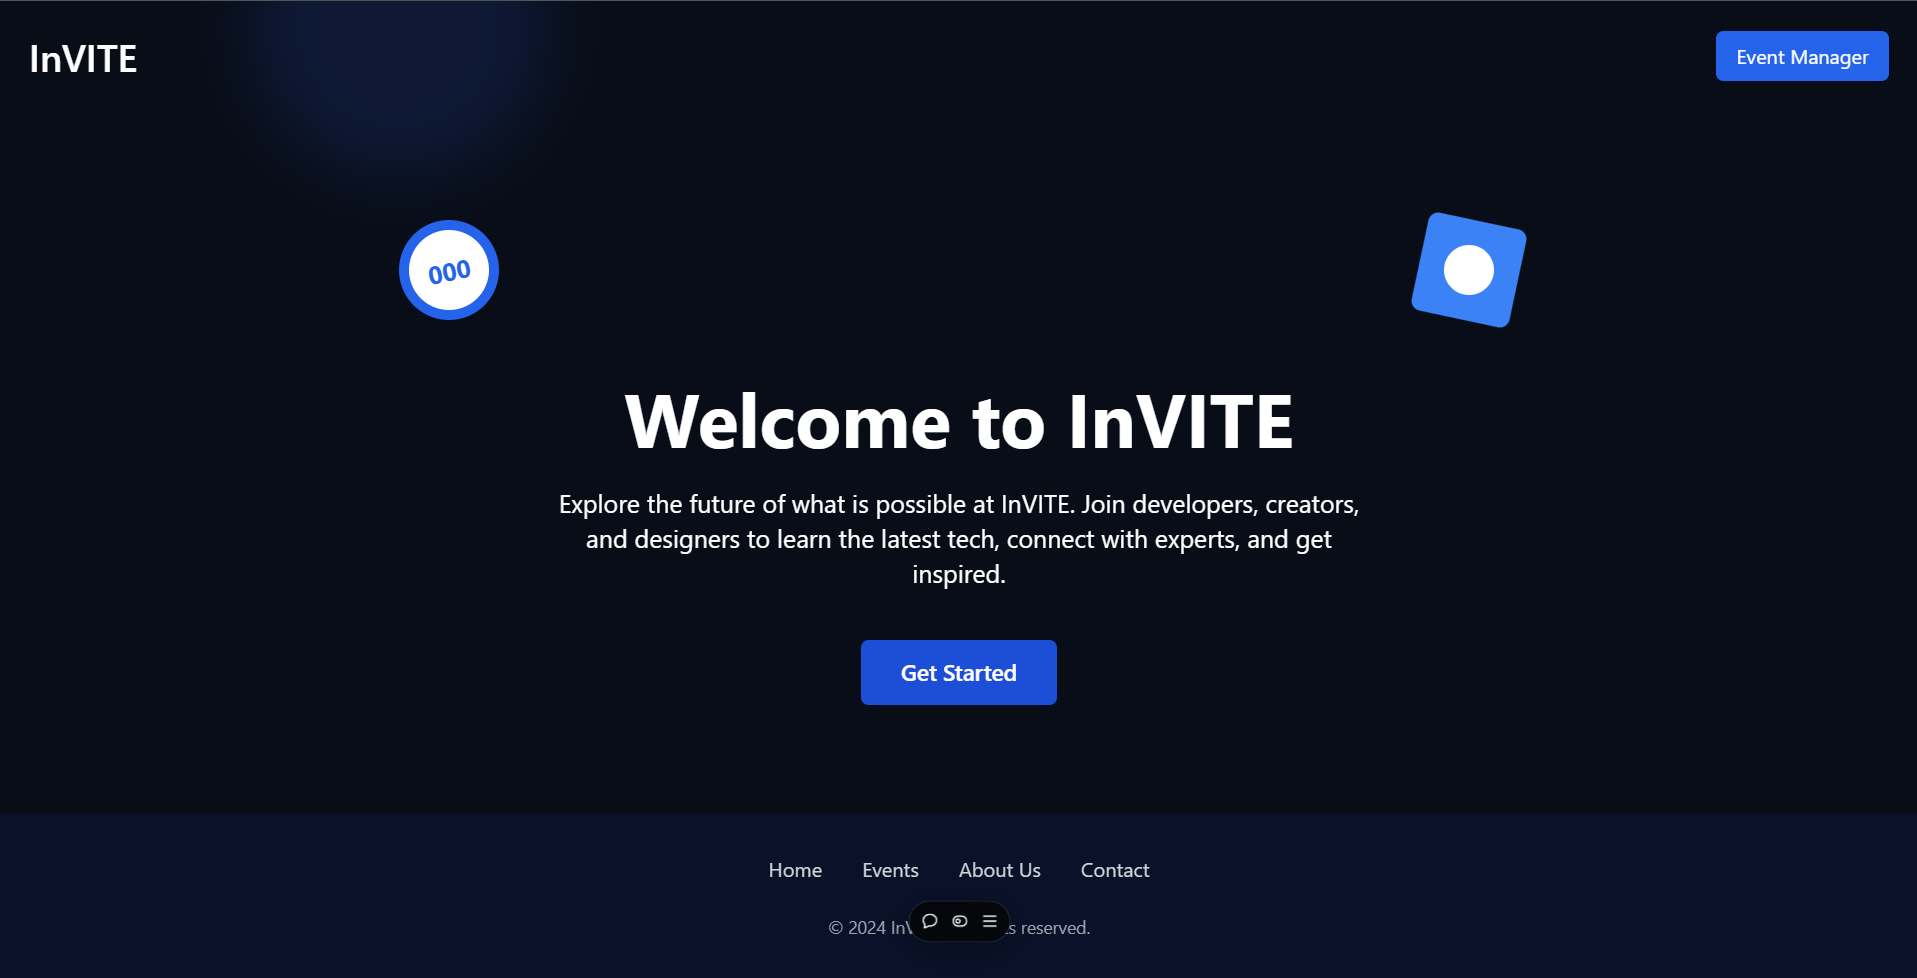 InVITE
Event Manager
000
Welcome to InVITE
Explore the future of what is possible at InVITE. Join developers, creators,
and designers to learn the latest tech, connect with experts, and get
inspired.
Get Started
Home Events About Us Contact
© 2024 reserved.